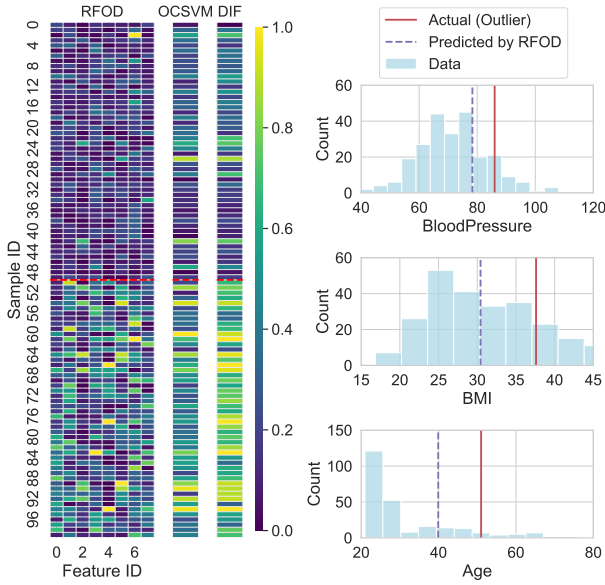 RFOD OCSVM DIF
0
4
8
12
16
20
24
28
32
36
40
44
48
52
56
60
64
68
72
76
80
84
88
92
96
Sample ID
0 2 4 6
Feature ID
1.0
0.8
0.6
0.4
0.2
0.0
Actual (Outlier)
Predicted by RFOD
Data
60
40
20
0
Count
40 60 80 100 120
BloodPressure
60
40
20
0
Count
15 20 25 30 35 40 45
BMI
150
100
50
0
Count
20 40 60 80
Age